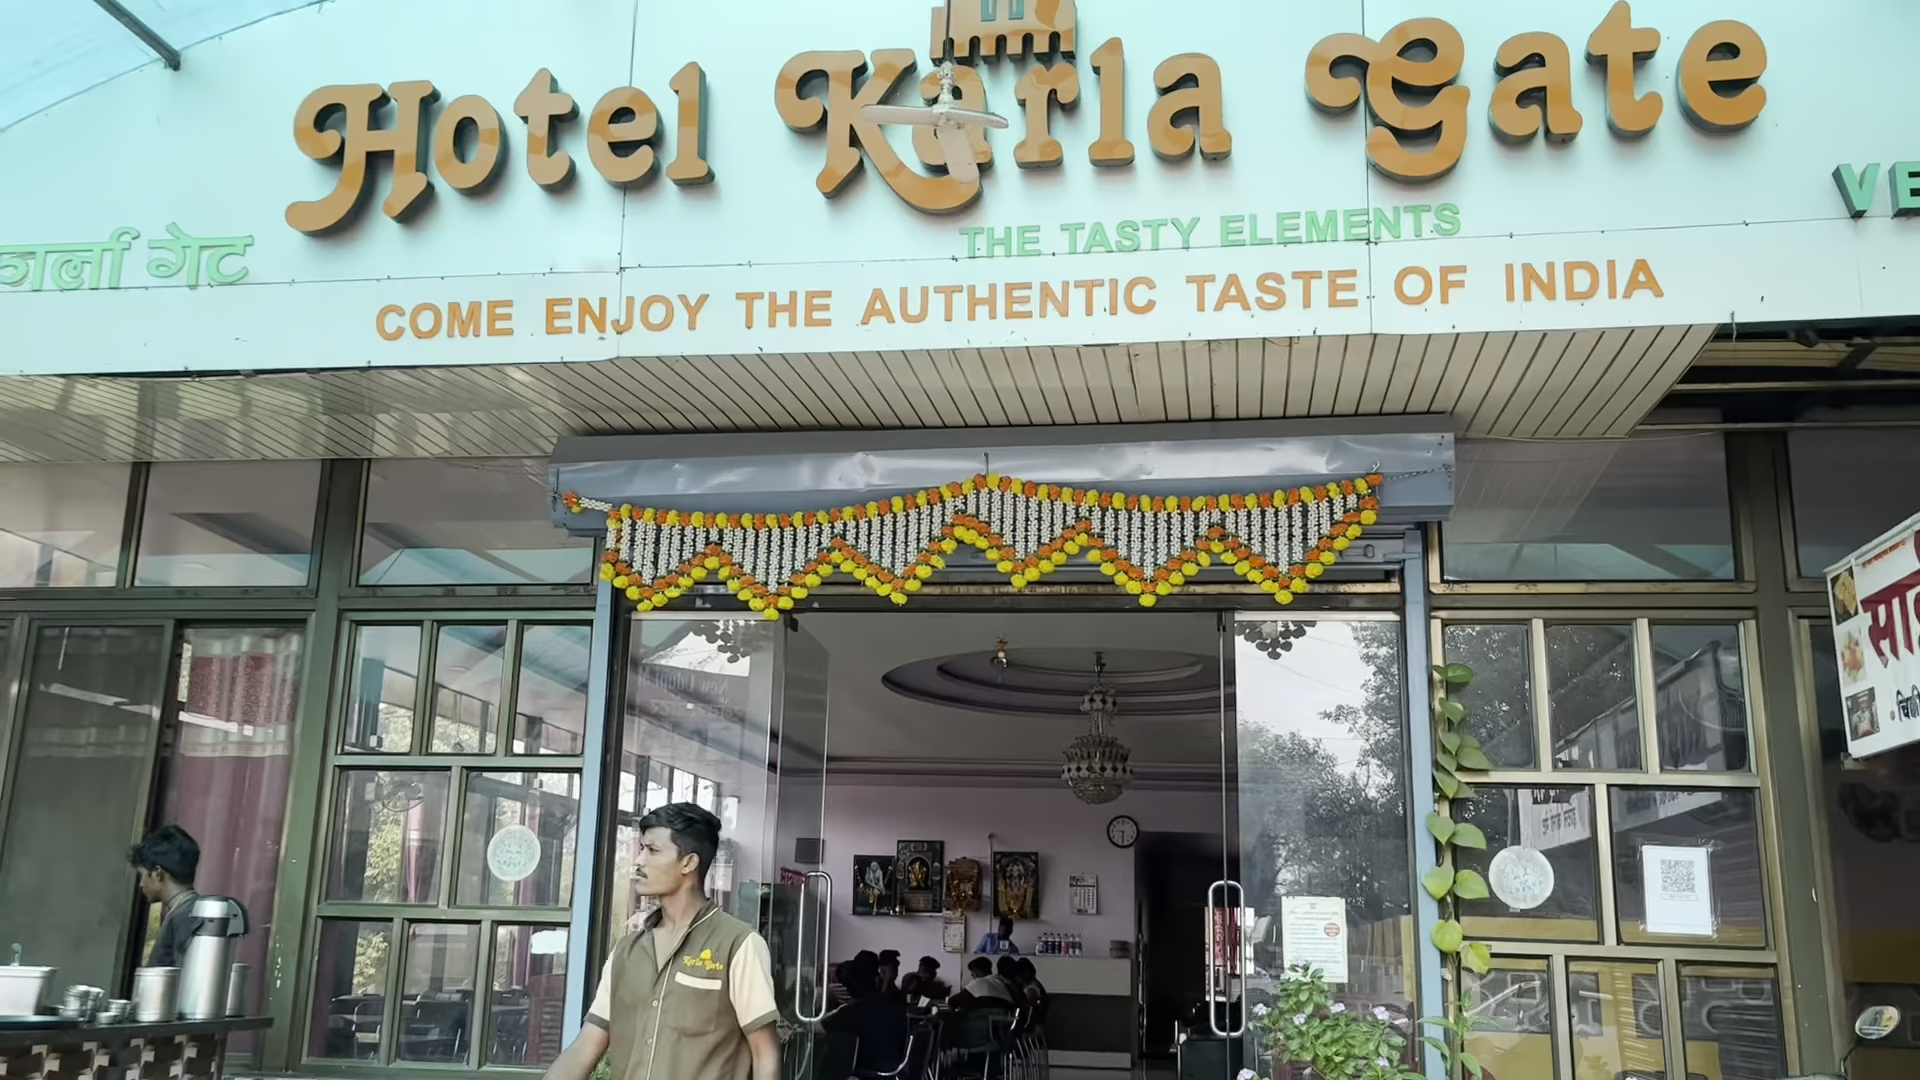 Hotel Karla Gate
VE
THE TASTY ELEMENTS
कार्ला गेट
COME ENJOY THE AUTHENTIC TASTE OF INDIA
Karla Gate